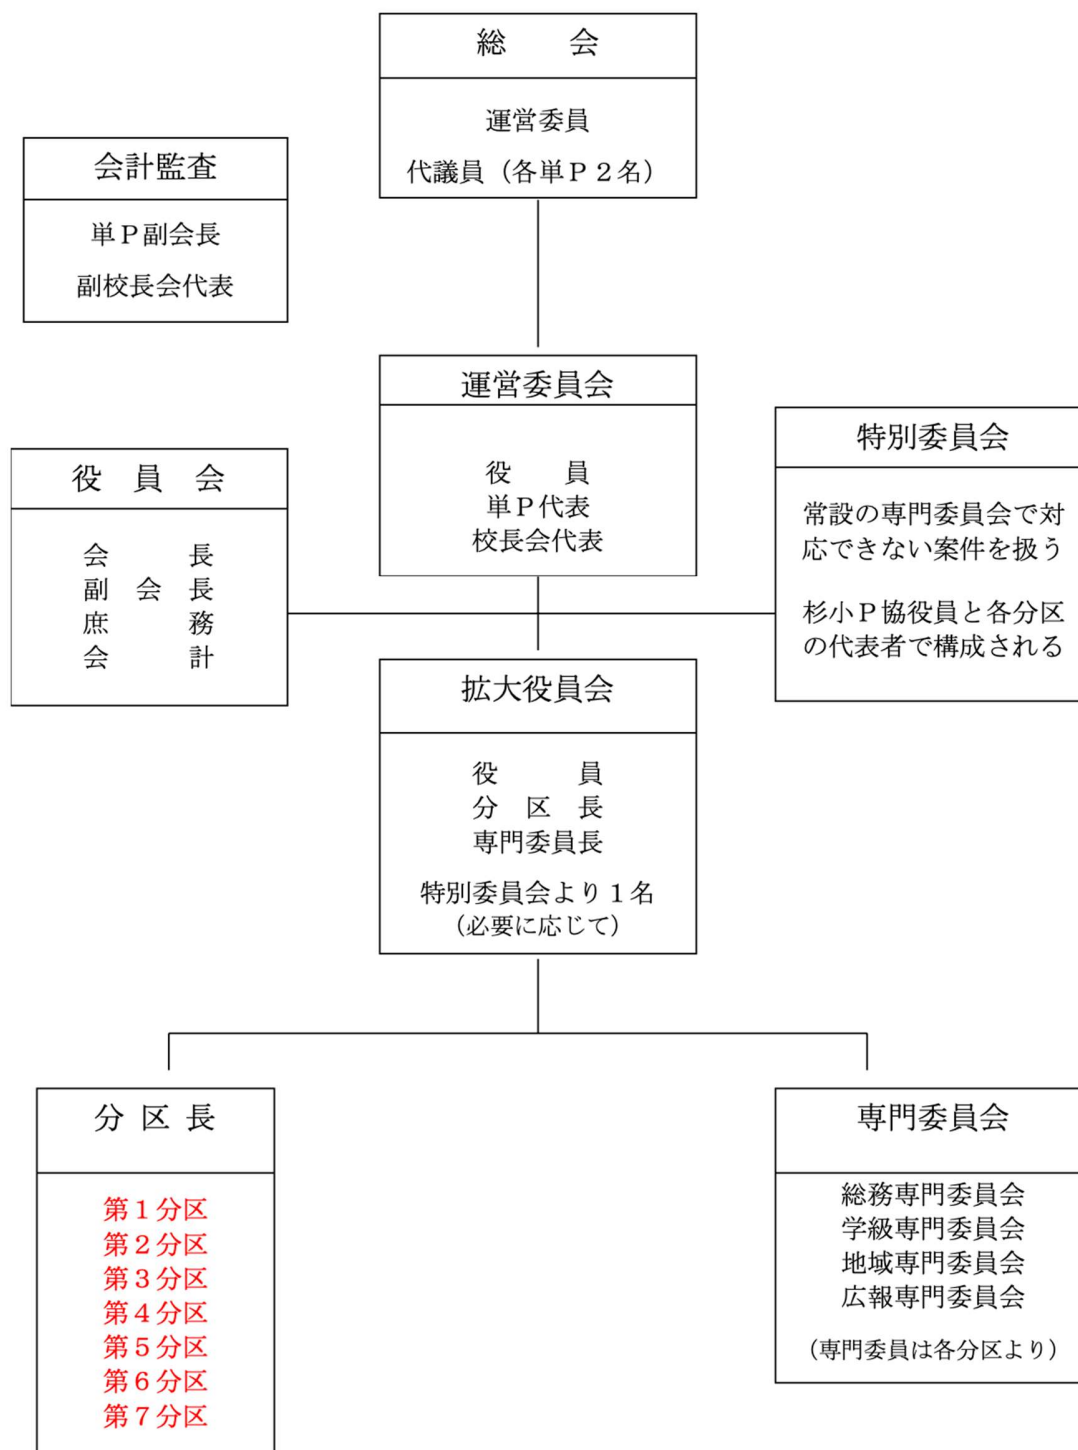 総　　会
運営委員
代議員（各単Ｐ２名）
会計監査
単Ｐ副会長
副校長会代表
運営委員会
役　　員
単Ｐ代表
校長会代表
役　員　会
会　　　長
副　会　長
庶　　　務
会　　　計
特別委員会
常設の専門委員会で対
応できない案件を扱う
杉小Ｐ協役員と各分区
の代表者で構成される
拡大役員会
役　　　員
分　区　長
専門委員長
特別委員会より１名
（必要に応じて）
分 区 長
第１分区
第２分区
第３分区
第４分区
第５分区
第６分区
第７分区
専門委員会
総務専門委員会
学級専門委員会
地域専門委員会
広報専門委員会
（専門委員は各分区より）